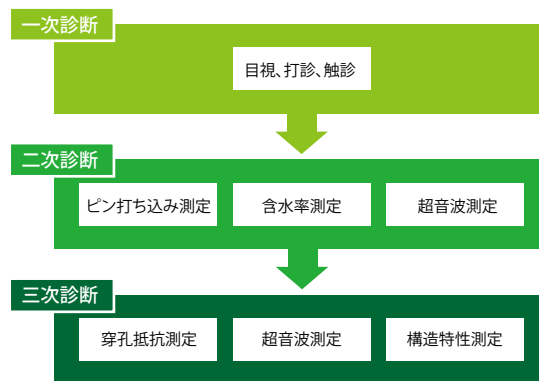 一次診断
目視、打診、触診
二次診断
ピン打ち込み測定
含水率測定
超音波測定
三次診断
穿孔抵抗測定
超音波測定
構造特性測定